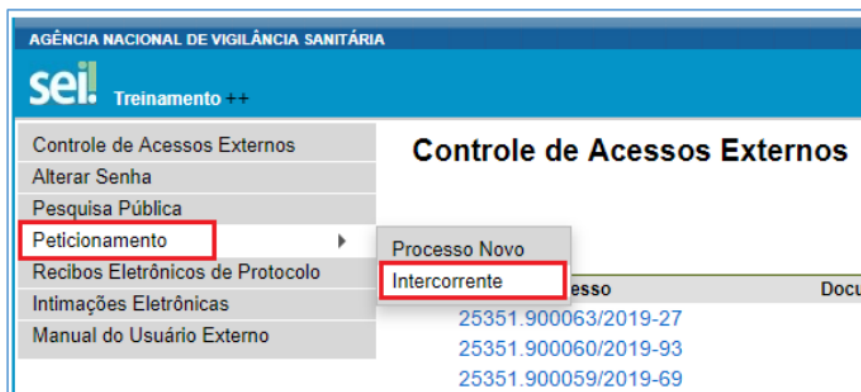 AGÊNCIA NACIONAL DE VIGILÂNCIA SANITÁRIA
sei! Treinamento ++
Controle de Acessos Externos
Alterar Senha
Pesquisa Pública
Peticionamento
Recibos Eletrônicos de Protocolo
Intimações Eletrônicas
Manual do Usuário Externo
Processo Novo
Intercorrente
Controle de Acessos Externos
esso Docu
25351.900063/2019-27
25351.900060/2019-93
25351.900059/2019-69